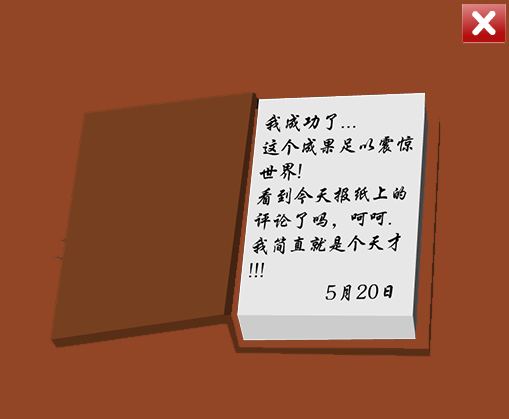 我成功了...
这个成果足以震惊
世界!
看到今天报纸上的
评论了吗，呵呵.
我简直就是个天才
!!!
5月20日